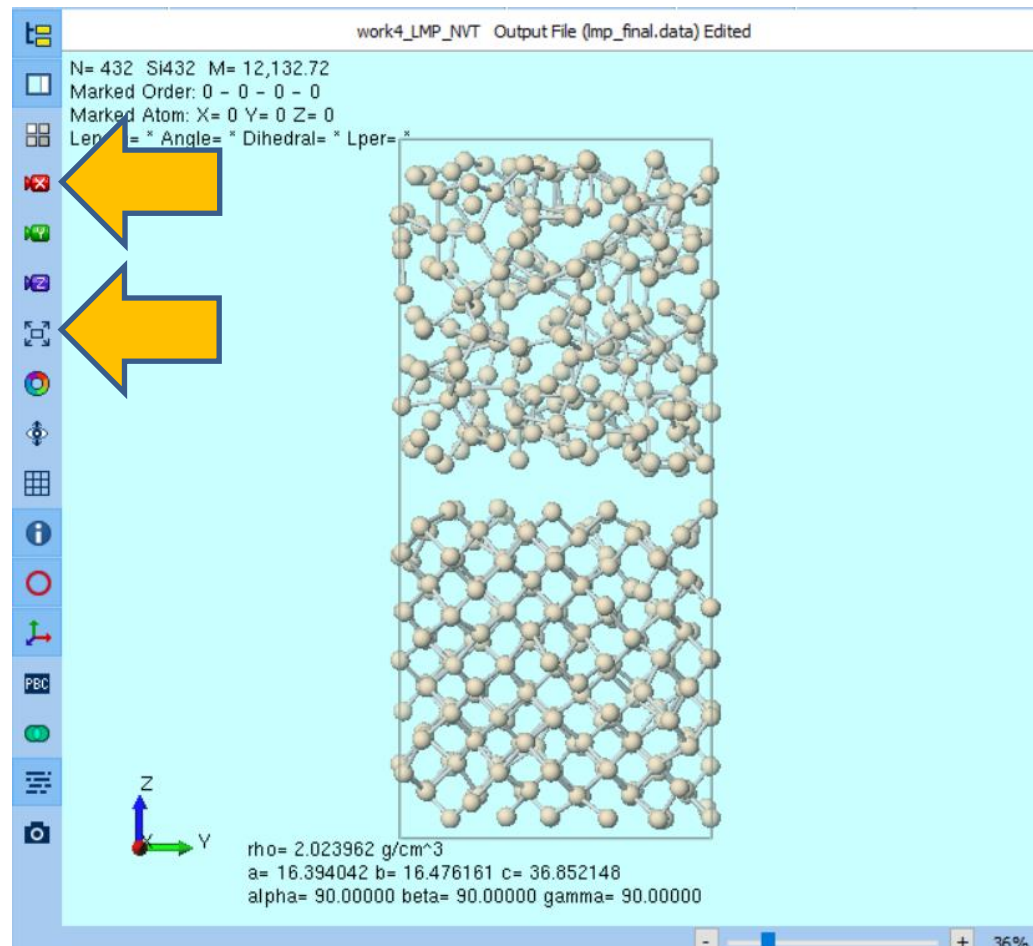 work4_LMP_NVT Output File (lmp_final.data) Edited
N= 432 Si432 M= 12,132.72
Marked Order: 0 - 0 - 0 - 0
Marked Atom: X= 0 Y= 0 Z= 0
= * Angle= * Dihedral= * Lper= *
X
Y
Z
PBC
Z
X Y
rho= 2.023962 g/cm^3
a= 16.394042 b= 16.476161 c= 36.852148
alpha= 90.00000 beta= 90.00000 gamma= 90.00000
- + 36%